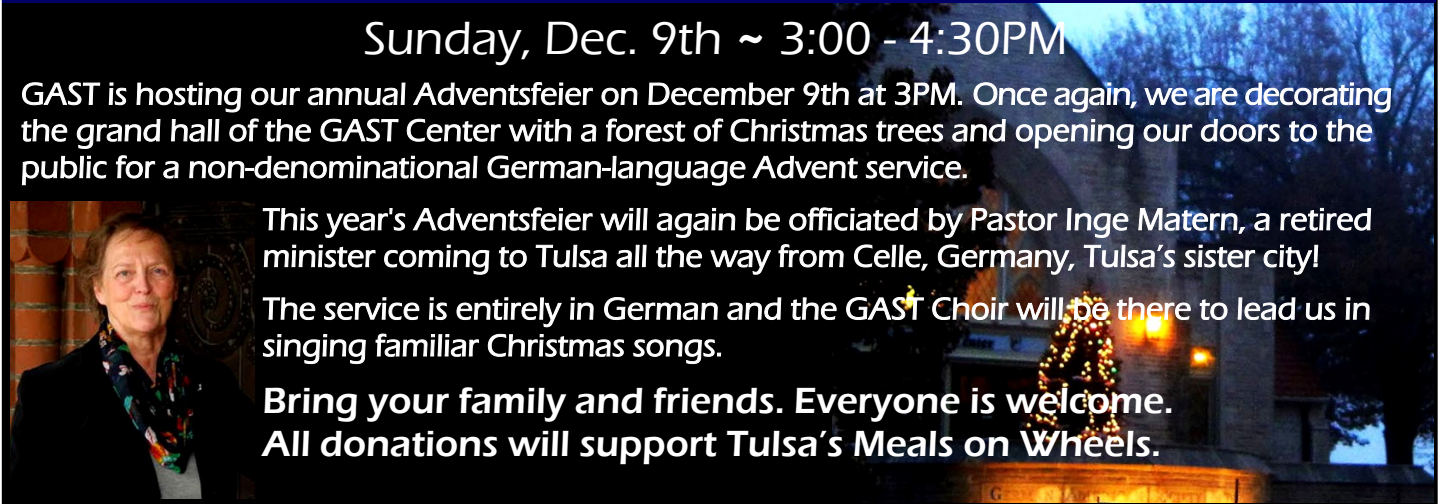 Sunday, Dec. 9th ~ 3:00 - 4:30PM
GAST is hosting our annual Adventsfeier on December 9th at 3PM. Once again, we are decorating
the grand hall of the GAST Center with a forest of Christmas trees and opening our doors to the
public for a non-denominational German-language Advent service.
This year's Adventsfeier will again be officiated by Pastor Inge Matern, a retired
minister coming to Tulsa all the way from Celle, Germany, Tulsa's sister city!
The service is entirely in German and the GAST Choir will be there to lead us in
singing familiar Christmas songs.
Bring your family and friends. Everyone is welcome.
All donations will support Tulsa's Meals on Wheels.